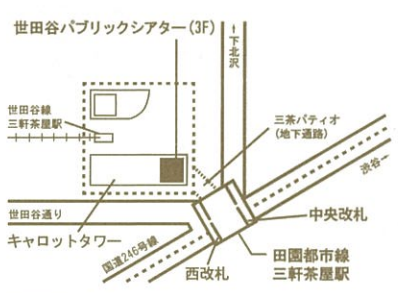 世田谷パブリックシアター(3F)
↑下北沢
世田谷線
三軒茶屋駅
三茶パティオ
(地下通路)
渋谷→
世田谷通り
キャロットタワー
国道246号線
中央改札
西改札
田園都市線
三軒茶屋駅